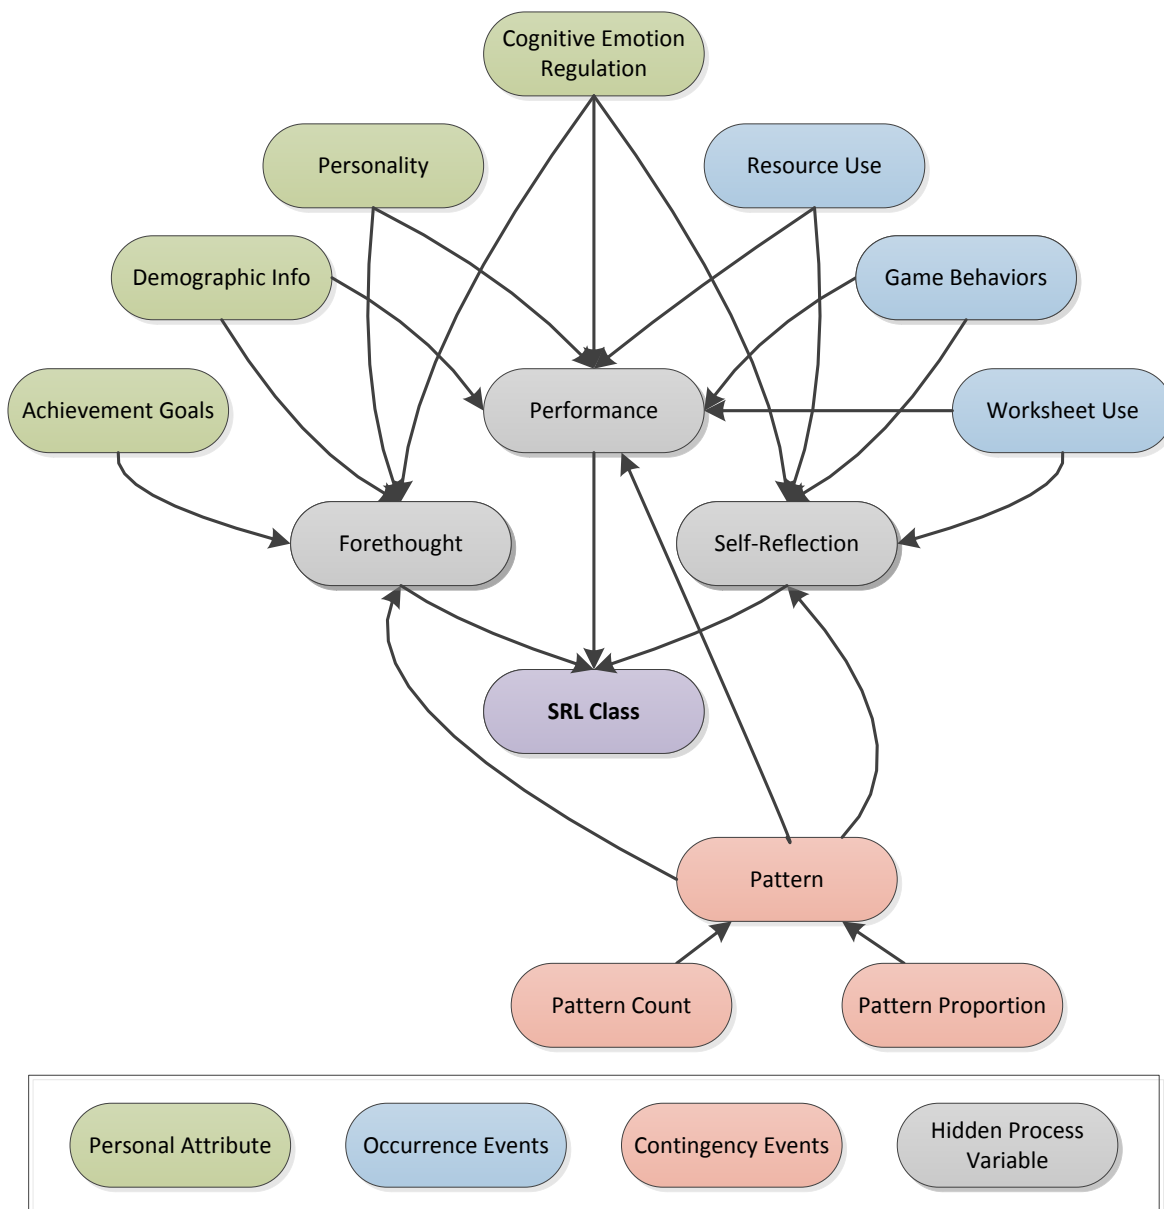 Cognitive Emotion
Regulation
Personality
Resource Use
Demographic Info
Game Behaviors
Achievement Goals
Performance
Worksheet Use
Forethought
Self-Reflection
SRL Class
Pattern
Pattern Count
Pattern Proportion
Personal Attribute
Occurrence Events
Contingency Events
Hidden Process
Variable